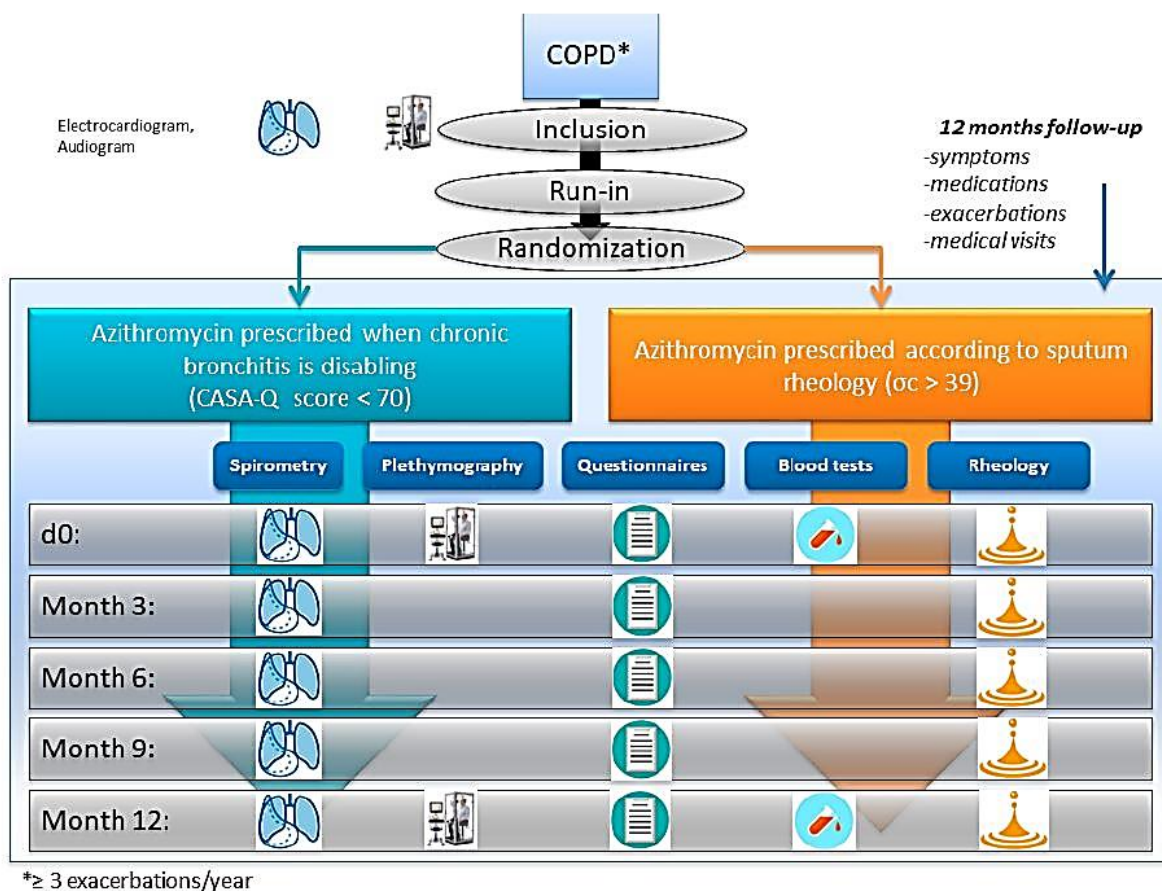 COPD*
Electrocardiogram,
Audiogram
Inclusion
Run-in
Randomization
12 months follow-up
-symptoms
-medications
-exacerbations
-medical visits
Azithromycin prescribed when chronic
bronchitis is disabling
(CASA-Q score < 70)
Azithromycin prescribed according to sputum
rheology (σc > 39)
Spirometry
Plethymography
Questionnaires
Blood tests
Rheology
d0:
Month 3:
Month 6:
Month 9:
Month 12:
*≥ 3 exacerbations/year